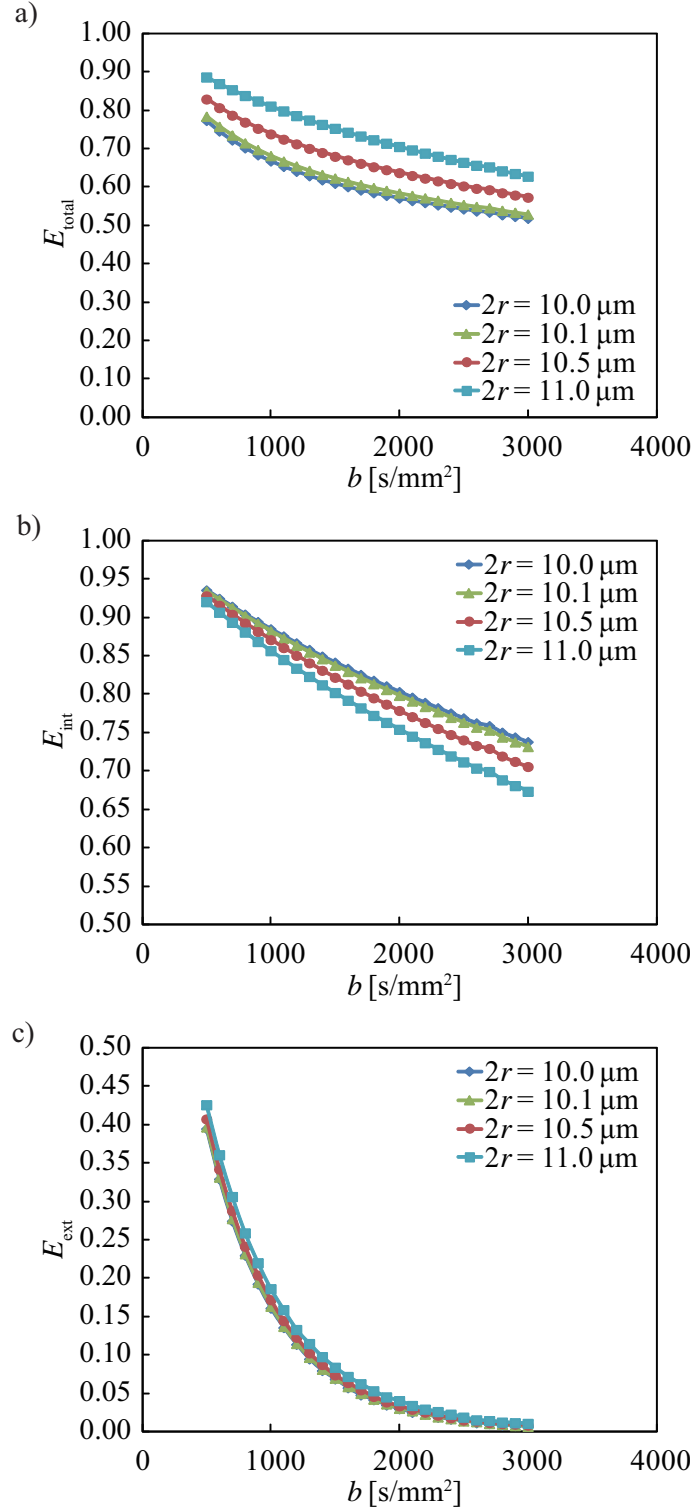 a)
1.00
0.90
0.80
0.70
0.60
0.50
0.40
0.30
0.20
0.10
0.00
E_total
2r = 10.0 µm
2r = 10.1 µm
2r = 10.5 µm
2r = 11.0 µm
0 1000 2000 3000 4000
b [s/mm²]
b)
1.00
0.95
0.90
0.85
0.80
0.75
0.70
0.65
0.60
0.55
0.50
E_int
2r = 10.0 µm
2r = 10.1 µm
2r = 10.5 µm
2r = 11.0 µm
0 1000 2000 3000 4000
b [s/mm²]
c)
0.50
0.45
0.40
0.35
0.30
0.25
0.20
0.15
0.10
0.05
0.00
E_ext
2r = 10.0 µm
2r = 10.1 µm
2r = 10.5 µm
2r = 11.0 µm
0 1000 2000 3000 4000
b [s/mm²]